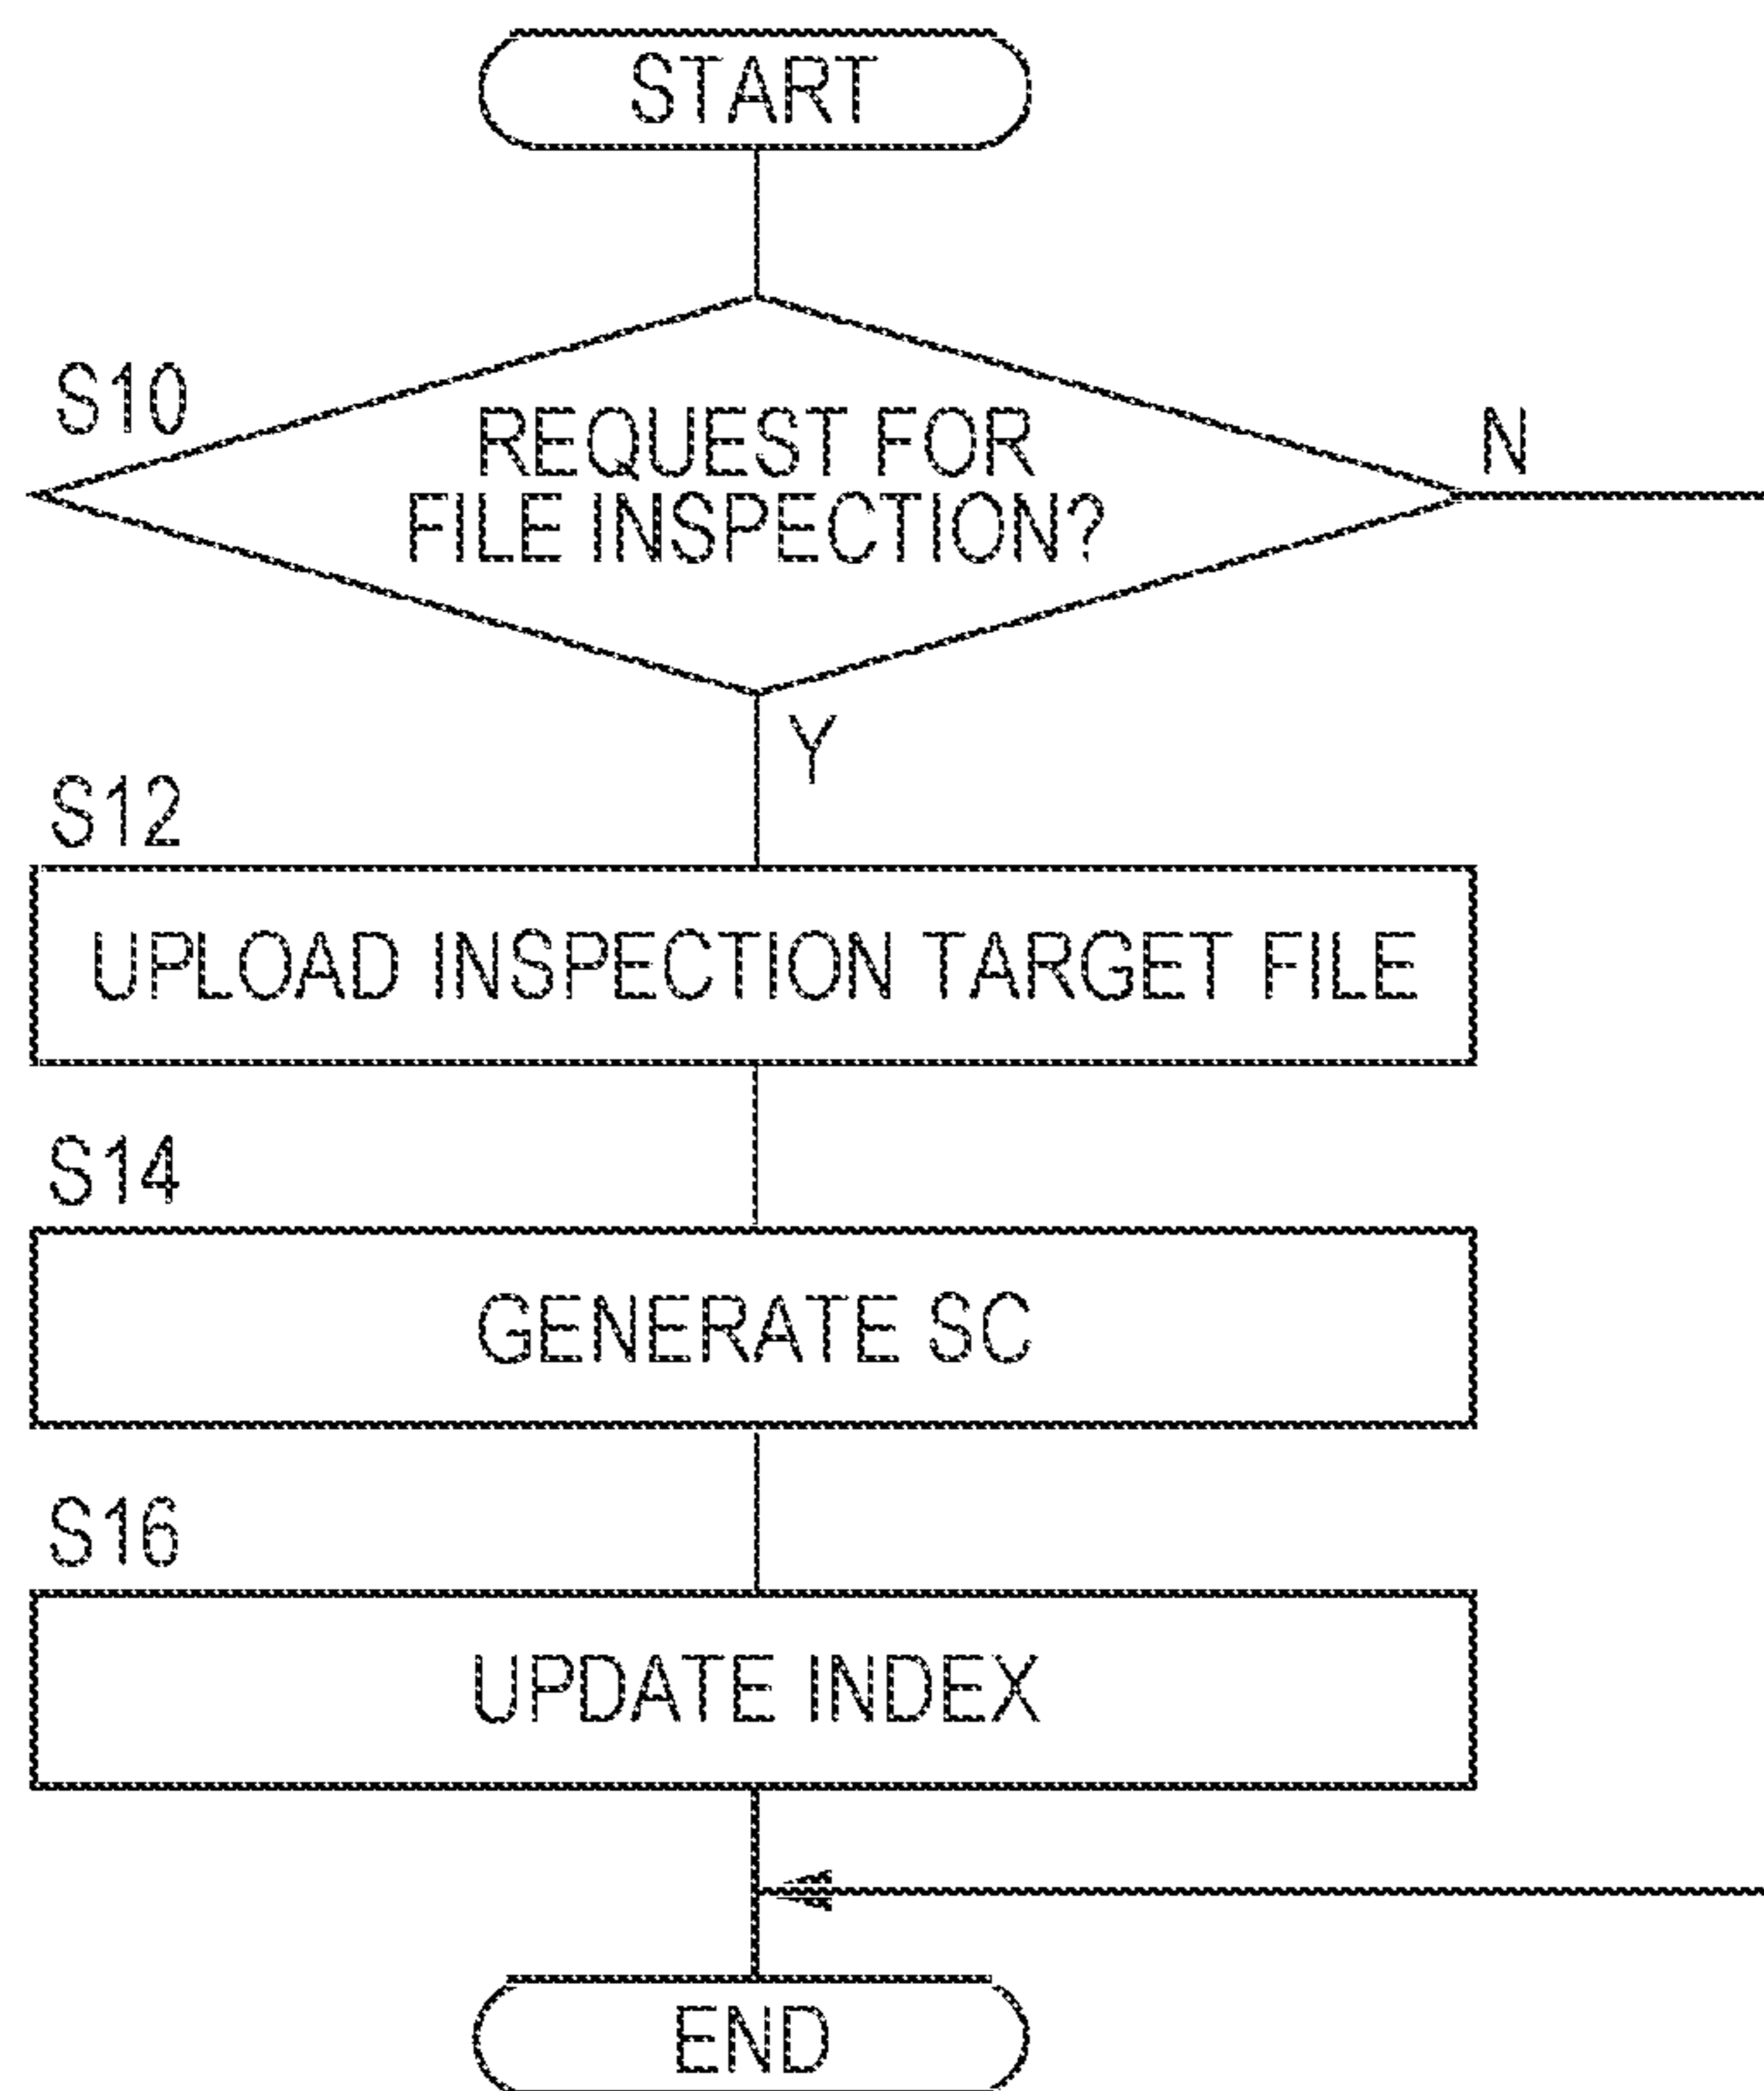 START
S10
REQUEST FOR
FILE INSPECTION?
N
Y
S12
UPLOAD INSPECTION TARGET FILE
S14
GENERATE SC
S16
UPDATE INDEX
END